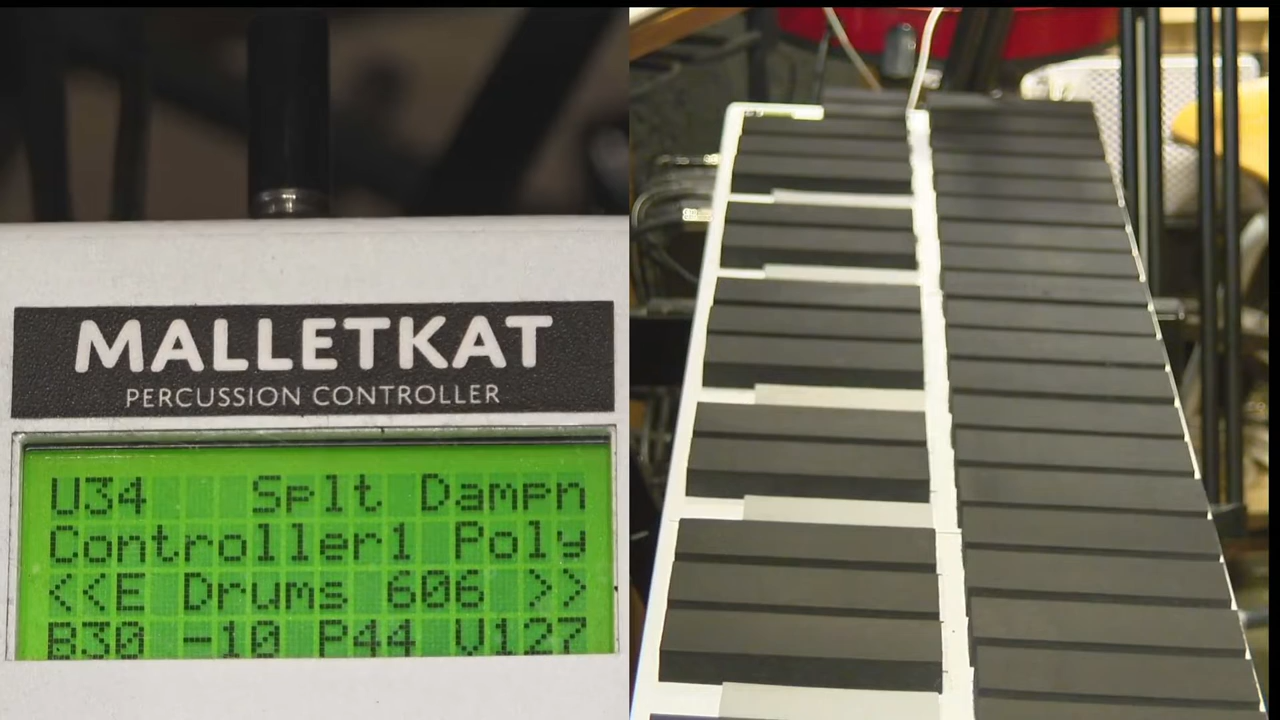 MALLETKAT
PERCUSSION CONTROLLER
U34 Splt Dampn
Controller1 Poly
<<E Drums 606 >>
B30 -10 P44 V127